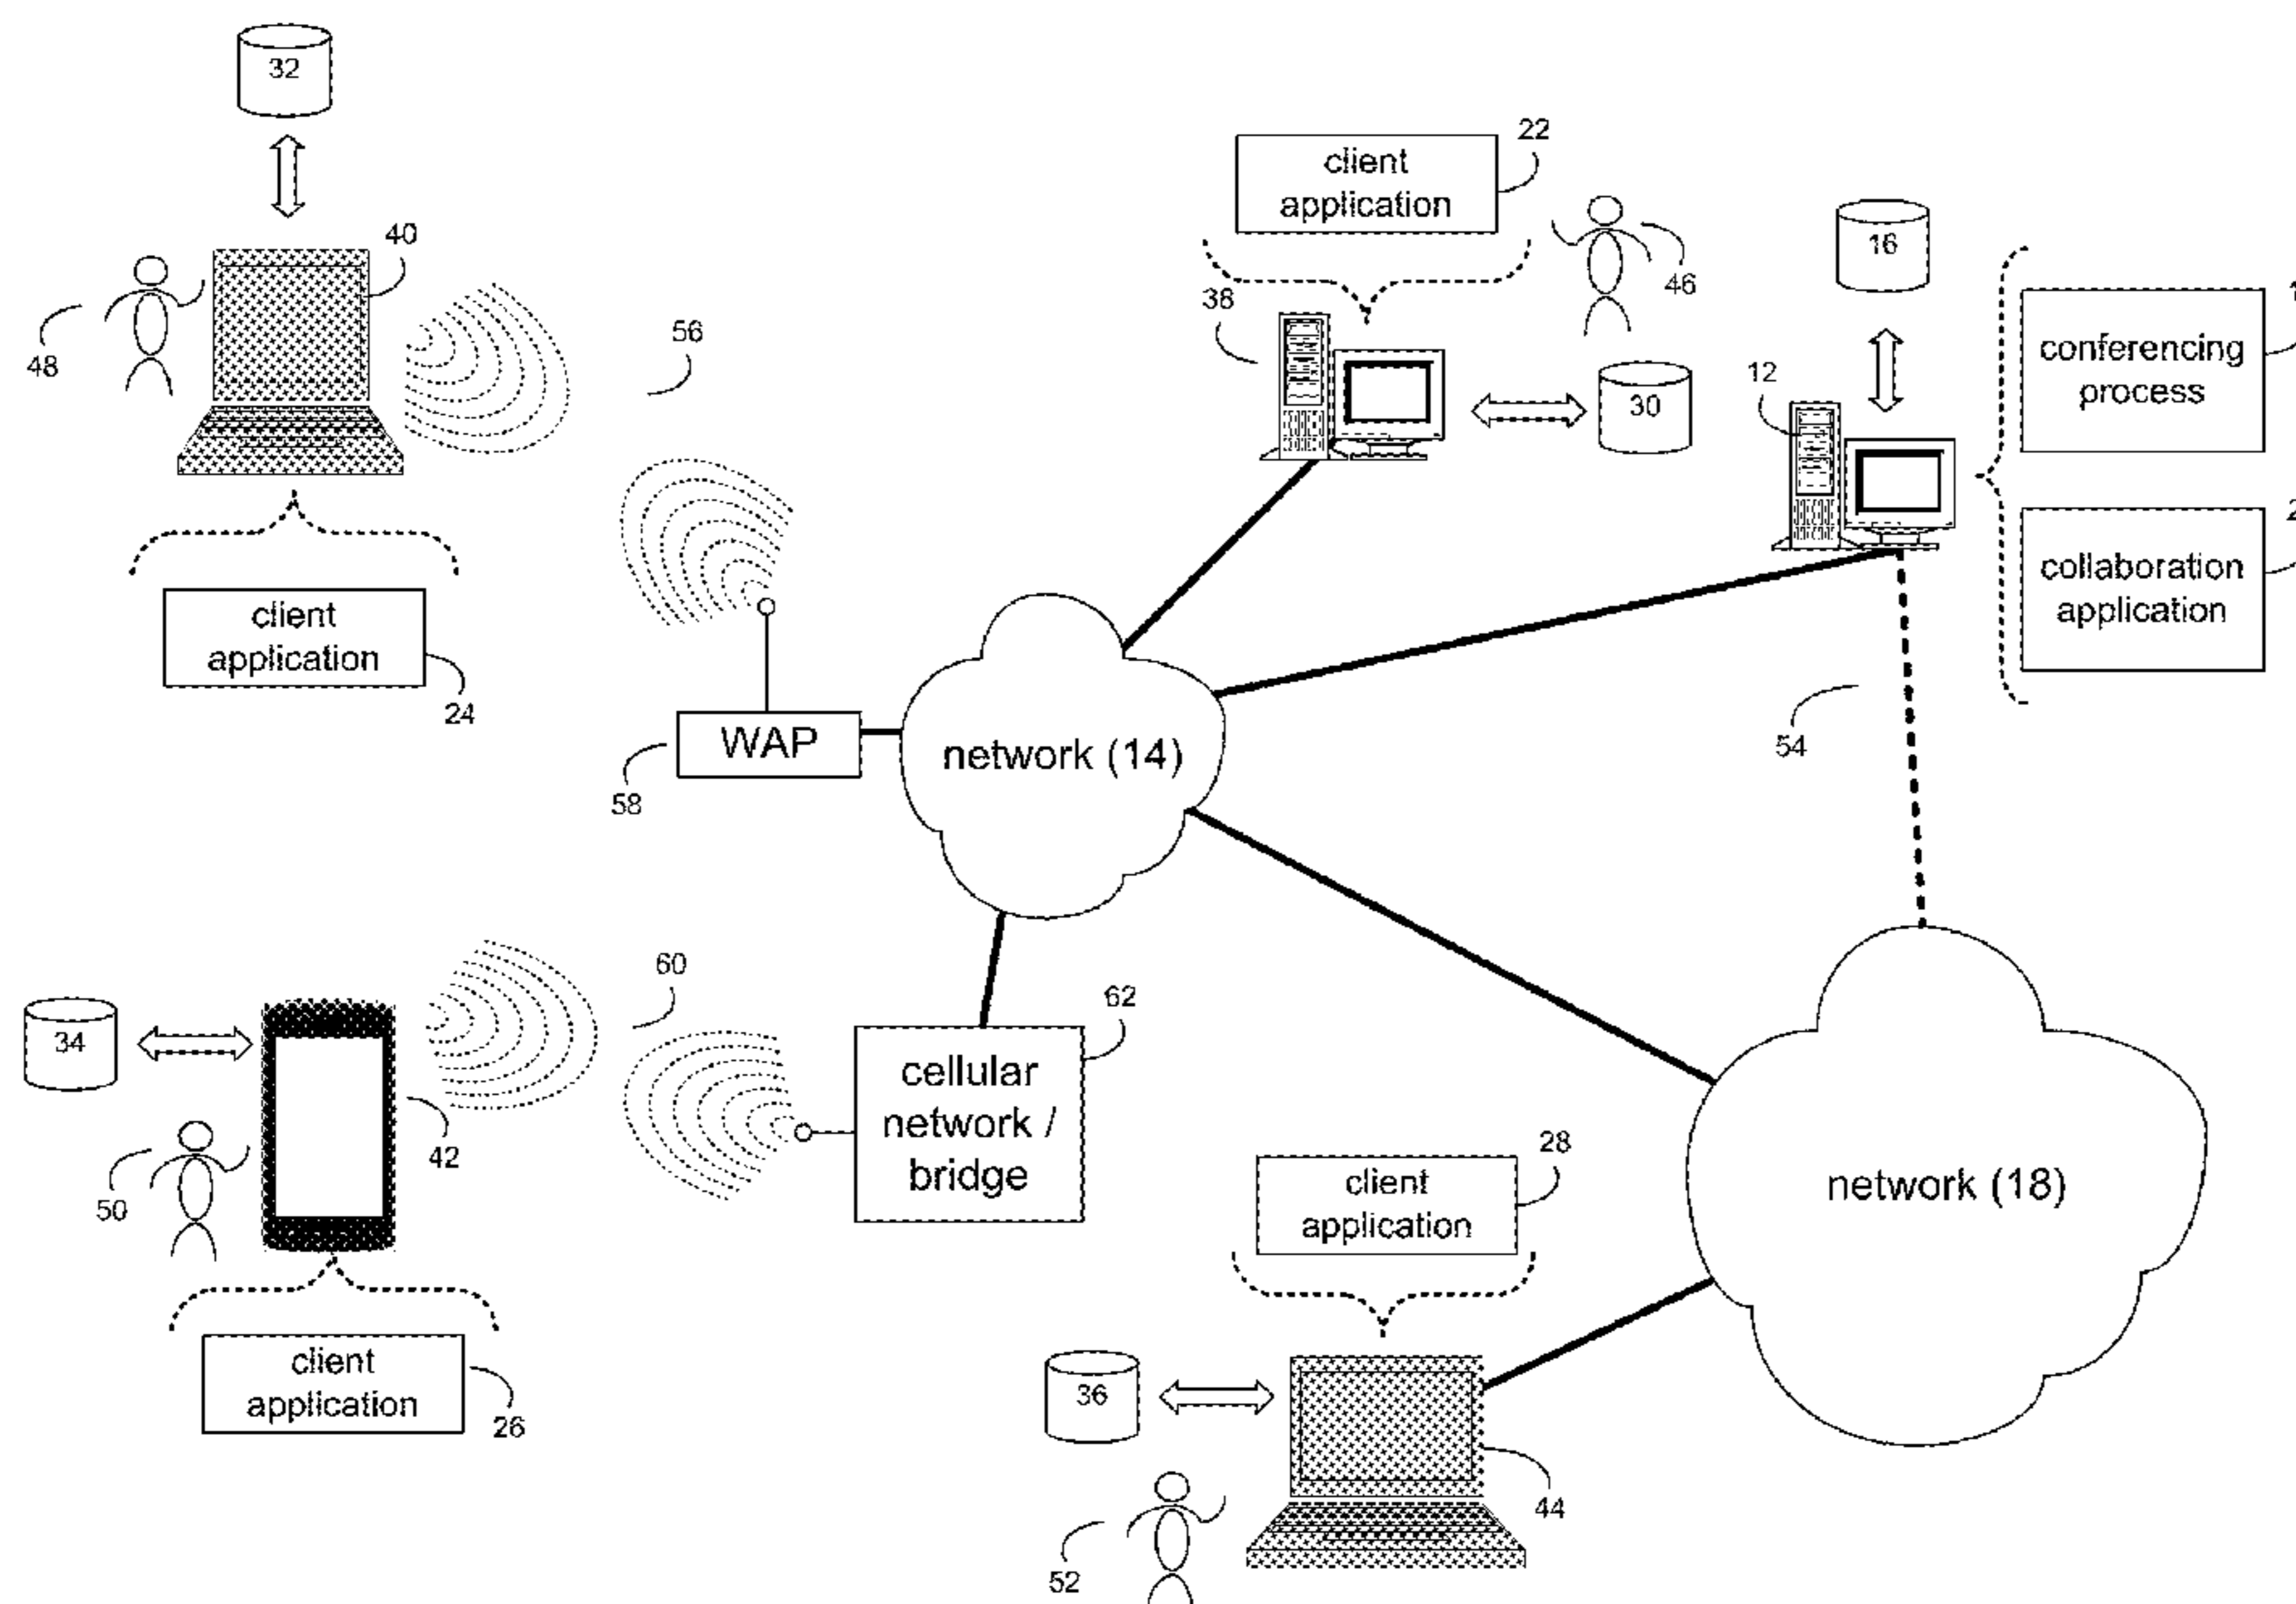 32
22
client
application
40
16
48
46
38
56
conferencing
process
12
30
client
application
collaboration
application
24
WAP
network (14)
54
58
60
62
34
cellular
network /
bridge
42
28
50
client
application
network (18)
client
application
36
26
44
52